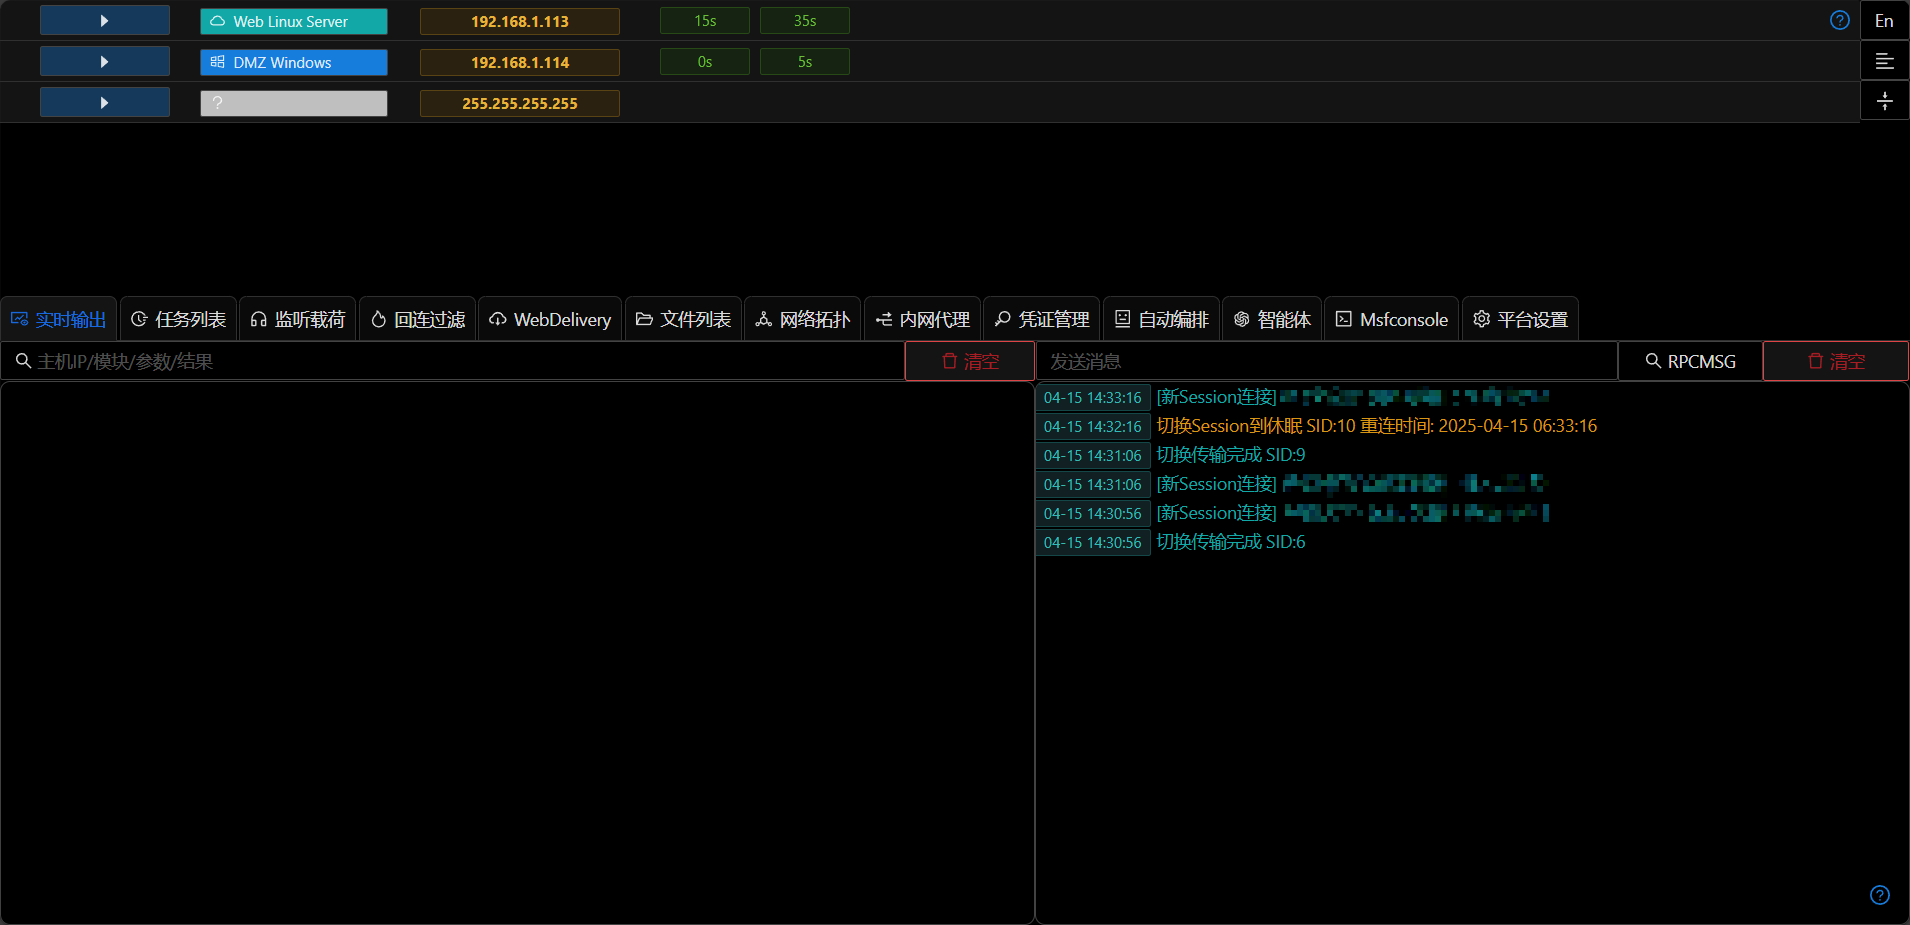 Web Linux Server 192.168.1.113 15s 35s En
DMZ Windows 192.168.1.114 0s 5s
? 255.255.255.255
实时输出 任务列表 监听载荷 回连过滤 WebDelivery 文件列表 网络拓扑 内网代理 凭证管理 自动编排 智能体 Msfconsole 平台设置
主机IP/模块/参数/结果 清空 发送消息 RPCMSG 清空
04-15 14:33:16 [新Session连接]
04-15 14:32:16 切换Session到休眠 SID:10 重连时间: 2025-04-15 06:33:16
04-15 14:31:06 切换传输完成 SID:9
04-15 14:31:06 [新Session连接]
04-15 14:30:56 [新Session连接]
04-15 14:30:56 切换传输完成 SID:6